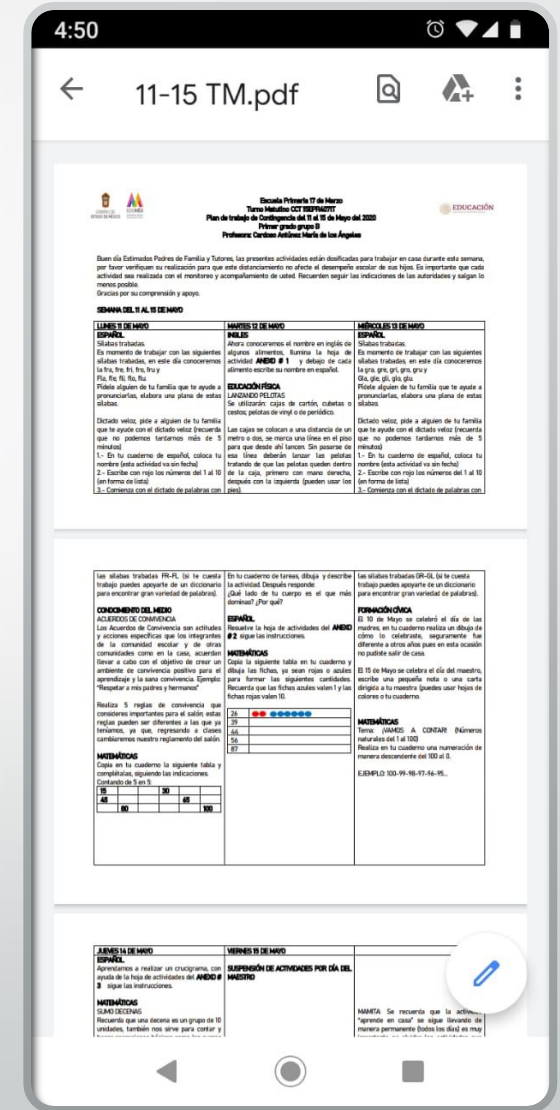 4:50
11-15 TM.pdf
GOBIERNO DEL
ESTADO DE MÉXICO
EDOMÉX
EDUCACIÓN
Escuela Primaria 17 de Marzo
Turno Matutino CCT
Plan de trabajo de Contingencia del 11 al 15 de Mayo del 2020
Primer grado grupo B
Profesora: Cardoso Antúnez María de los Ángeles
Buen día Estimados Padres de Familia y Tutores, las presentes actividades están dosificadas para trabajar en casa durante esta semana,
por favor verifiquen su realización para que este distanciamiento no afecte el desempeño escolar de sus hijos. Es importante que cada
actividad sea realizada con el monitoreo y acompañamiento de usted. Recuerden seguir las indicaciones de las autoridades y salgan lo
menos posible.
Gracias por su comprensión y apoyo.
SEMANA DEL 11 AL 15 DE MAYO
LUNES 11 DE MAYO
ESPAÑOL
Sílabas trabadas.
Es momento de trabajar con las siguientes
sílabas trabadas, en este día conoceremos
la fra, fre, fri, fro, fru y
Fla, fle, fli, flo, flu.
Pídele alguien de tu familia que te ayude a
pronunciarlas, elabora una plana de estas
sílabas.
Dictado veloz, pide a alguien de tu familia
que te ayude con el dictado veloz (recuerda
que no podemos tardarnos más de 5
minutos)
1.- En tu cuaderno de español, coloca tu
nombre (esta actividad va sin fecha)
2.- Escribe con rojo los números del 1 al 10
(en forma de lista)
3.- Comienza con el dictado de palabras con
MARTES 12 DE MAYO
INGLES
Ahora conoceremos el nombre en inglés de
algunos alimentos, Ilumina la hoja de
actividad ANEXO # 1 y debajo de cada
alimento escribe su nombre en español.
EDUCACIÓN FÍSICA
LANZANDO PELOTAS
Se utilizarán: cajas de cartón, cubetas o
cestos; pelotas de vinyl o de periódico.
Las cajas se colocan a una distancia de un
metro o dos, se marca una línea en el piso
para que desde ahí lancen. Sin pasarse de
esa línea deberán lanzar las pelotas
tratando de que las pelotas queden dentro
de la caja, primero con mano derecha,
después con la izquierda (pueden usar los
pies).
MIÉRCOLES 13 DE MAYO
ESPAÑOL
Sílabas trabadas.
Es momento de trabajar con las siguientes
sílabas trabadas, en este día conoceremos
la gra, gre, gri, gro, gru y
Gla, gle, gli, glo, glu.
Pídele alguien de tu familia que te ayude a
pronunciarlas, elabora una plana de estas
sílabas.
Dictado veloz, pide a alguien de tu familia
que te ayude con el dictado veloz (recuerda
que no podemos tardarnos más de 5
minutos)
1.- En tu cuaderno de español, coloca tu
nombre (esta actividad va sin fecha)
2.- Escribe con rojo los números del 1 al 10
(en forma de lista)
3.- Comienza con el dictado de palabras con
las sílabas trabadas FR-FL (si te cuesta
trabajo puedes apoyarte de un diccionario
para encontrar gran variedad de palabras).
CONOCIMIENTO DEL MEDIO
ACUERDOS DE CONVIVENCIA
Los Acuerdos de Convivencia son actitudes
y acciones específicas que los integrantes
de la comunidad escolar y de otras
comunidades como en la casa, acuerdan
llevar a cabo con el objetivo de crear un
ambiente de convivencia positivo para el
aprendizaje y la sana convivencia. Ejemplo:
"Respetar a mis padres y hermanos"
Realiza 5 reglas de convivencia que
consideres importantes para el salón, estas
reglas pueden ser diferentes a las que ya
teníamos, ya que, regresando a clases
cambiaremos nuestro reglamento del salón.
MATEMÁTICAS
Copia en tu cuaderno la siguiente tabla y
complétalas, siguiendo las indicaciones.
Contando de 5 en 5:
15 30
45 65
80 100
En tu cuaderno de tareas, dibuja y describe
la actividad. Después responde:
¿Qué lado de tu cuerpo es el que más
dominas? ¿Por qué?
ESPAÑOL
Resuelve la hoja de actividades del ANEXO
# 2 sigue las instrucciones.
MATEMÁTICAS
Copia la siguiente tabla en tu cuaderno y
dibuja las fichas, ya sean rojas o azules
para formar las siguientes cantidades.
Recuerda que las fichas azules valen 1 y las
fichas rojas valen 10.
26
39
44
56
87
las sílabas trabadas GR-GL (si te cuesta
trabajo puedes apoyarte de un diccionario
para encontrar gran variedad de palabras).
FORMACIÓN CÍVICA
El 10 de Mayo se celebró el día de las
madres, en tu cuaderno realiza un dibujo de
cómo lo celebraste, seguramente fue
diferente a otros años pues en esta ocasión
no pudiste salir de casa.
El 15 de Mayo se celebra el día del maestro,
escribe una pequeña nota o una carta
dirigida a tu maestra (puedes usar hojas de
colores o tu cuaderno.
MATEMÁTICAS
Tema: ¡VAMOS A CONTAR! (Números
naturales del 1 al 100)
Realiza en tu cuaderno una numeración de
manera descendente del 100 al 0.
EJEMPLO: 100-99-98-97-96-95...
JUEVES 14 DE MAYO
ESPAÑOL
Aprendamos a realizar un crucigrama, con
ayuda de la hoja de actividades del ANEXO #
3 sigue las instrucciones.
MATEMÁTICAS
SUMO DECENAS
Recuerda que una decena es un grupo de 10
unidades, también nos sirve para contar y
VIERNES 15 DE MAYO
SUSPENSIÓN DE ACTIVIDADES POR DÍA DEL
MAESTRO
MAMITA: Se recuerda que la
"aprende en casa" se sigue llevando de
manera permanente (todos los días) es muy